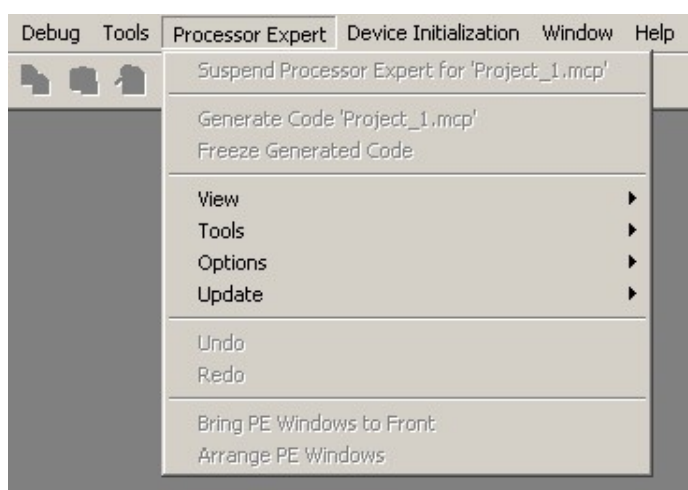 Debug Tools Processor Expert Device Initialization Window Help
Suspend Processor Expert for 'Project_1.mcp'
Generate Code 'Project_1.mcp'
Freeze Generated Code
View
Tools
Options
Update
Undo
Redo
Bring PE Windows to Front
Arrange PE Windows